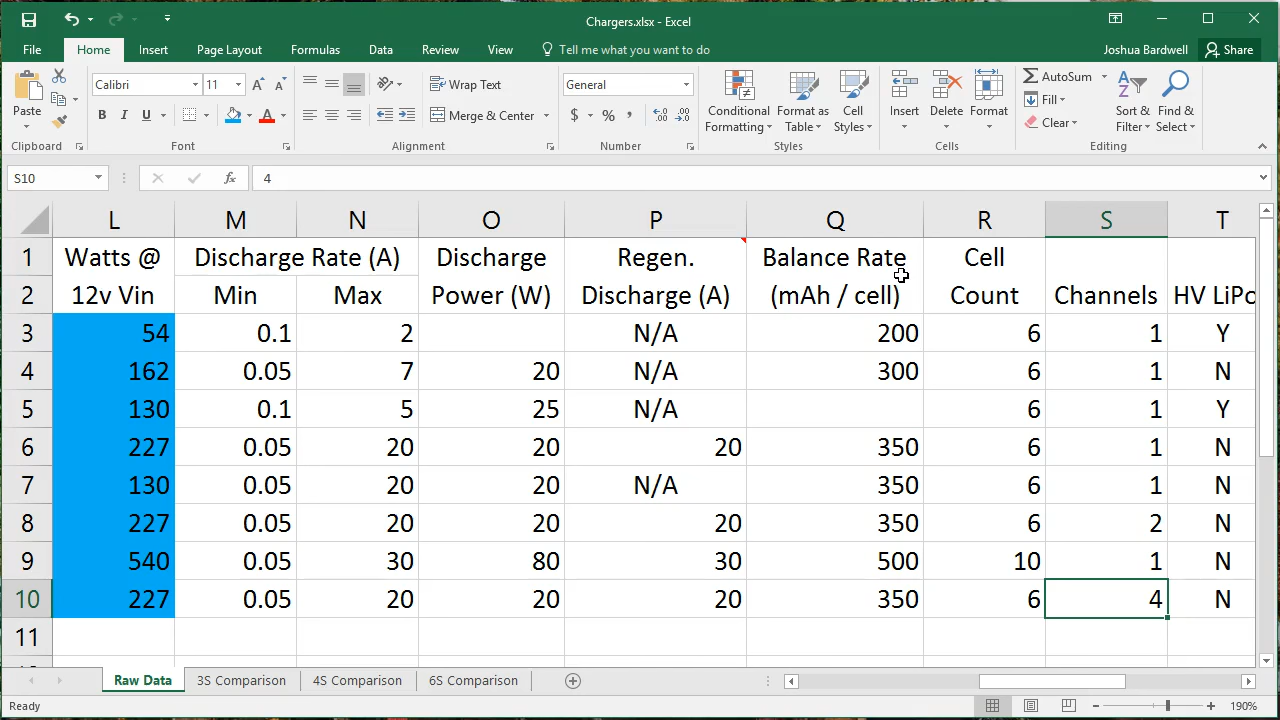 Chargers.xlsx - Excel
File Home Insert Page Layout Formulas Data Review View Tell me what you want to do Joshua Bardwell Share
Paste
Calibri 11
B I U A
Wrap Text
Merge & Center
General
$ % ,
Conditional Formatting
Format as Table
Cell Styles
Insert Delete Format
AutoSum
Fill
Clear
Sort & Filter
Find & Select
Clipboard Font Alignment Number Styles Cells Editing
S10 fx 4
L M N O P Q R S T
1 Watts @ Discharge Rate (A) Discharge Regen. Balance Rate Cell
2 12v Vin Min Max Power (W) Discharge (A) (mAh / cell) Count Channels HV LiPo
3 54 0.1 2 N/A 200 6 1 Y
4 162 0.05 7 20 N/A 300 6 1 N
5 130 0.1 5 25 N/A 6 1 Y
6 227 0.05 20 20 20 350 6 1 N
7 130 0.05 20 20 N/A 350 6 1 N
8 227 0.05 20 20 20 350 6 2 N
9 540 0.05 30 80 30 500 10 1 N
10 227 0.05 20 20 20 350 6 4 N
11
Raw Data 3S Comparison 4S Comparison 6S Comparison
Ready 190%